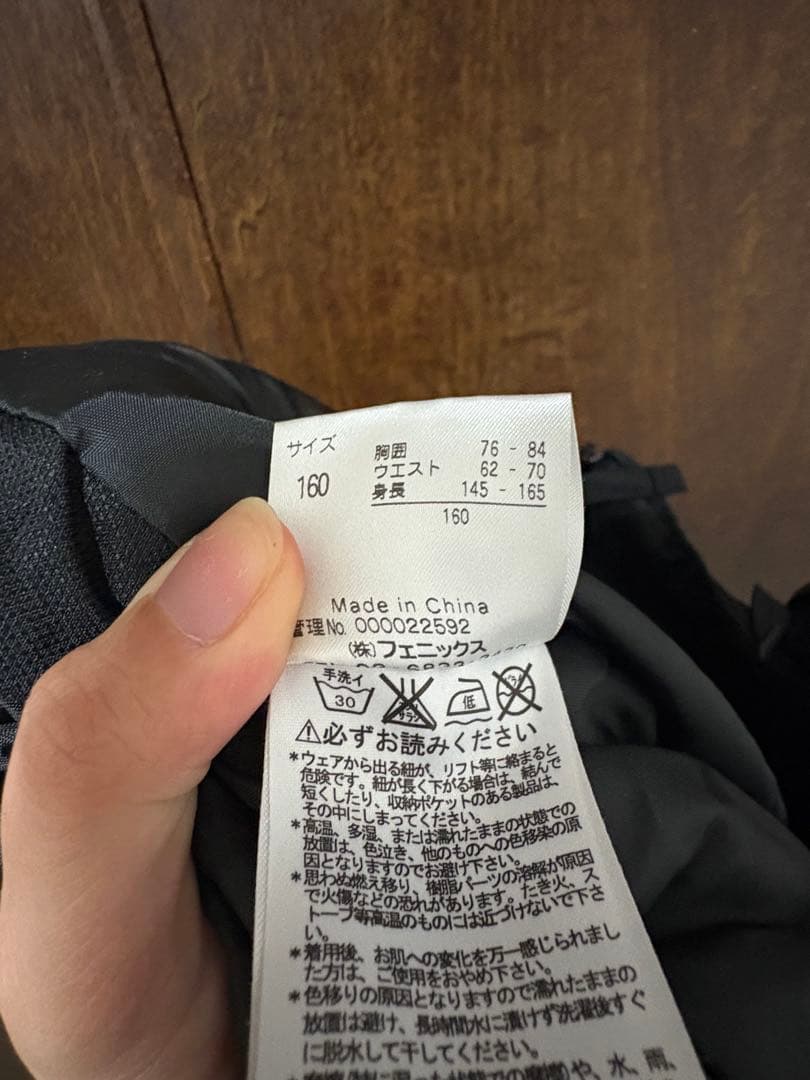 サイズ
160
胸囲 76 - 84
ウエスト 62 - 70
身長 145 - 165
160
Made in China
管理No. 000022592
(株)フェニックス
手洗イ
30
低
⚠必ずお読みください
*ウェアから出る紐が、リフト等に絡まると
危険です。紐が長く下がる場合は、結んで
短くしたり、収納ポケットのある製品は、
その中にしまってください。
*高温、多湿、または濡れたままの状態での
放置は、色泣き、他のものへの色移染の原
因となりますのでお避け下さい。
*思わぬ燃え移り、樹脂パーツの溶解が原因
で火傷などの恐れがあります。たき火、ス
トーブ等高温のものには近づけないで下さ
い。
*着用後、お肌への変化を万一感じられまし
た方は、ご使用をおやめ下さい。
*色移りの原因となりますので濡れたままの
放置は避け、長時間水に漬けず洗濯後すぐ
に脱水して干してください。